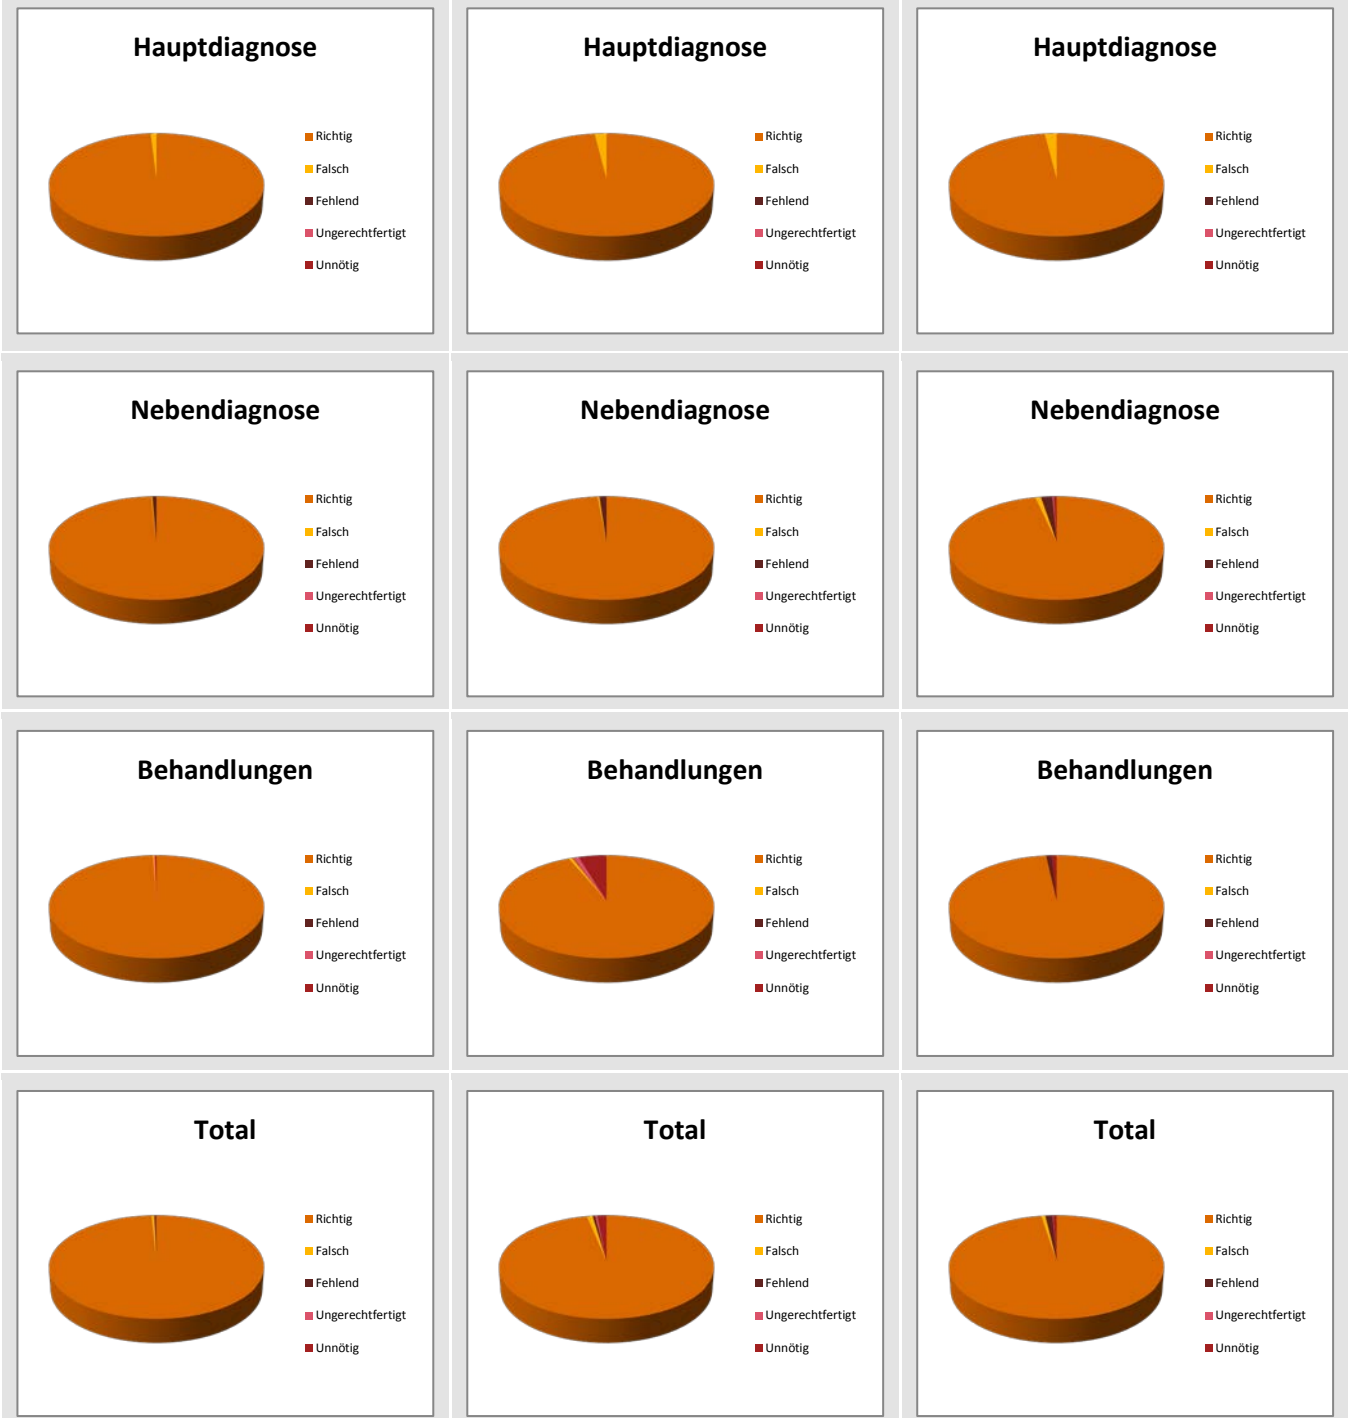 Hauptdiagnose
Richtig
Falsch
Fehlend
Ungerechtfertigt
Unnötig
Hauptdiagnose
Richtig
Falsch
Fehlend
Ungerechtfertigt
Unnötig
Hauptdiagnose
Richtig
Falsch
Fehlend
Ungerechtfertigt
Unnötig
Nebendiagnose
Richtig
Falsch
Fehlend
Ungerechtfertigt
Unnötig
Nebendiagnose
Richtig
Falsch
Fehlend
Ungerechtfertigt
Unnötig
Nebendiagnose
Richtig
Falsch
Fehlend
Ungerechtfertigt
Unnötig
Behandlungen
Richtig
Falsch
Fehlend
Ungerechtfertigt
Unnötig
Behandlungen
Richtig
Falsch
Fehlend
Ungerechtfertigt
Unnötig
Behandlungen
Richtig
Falsch
Fehlend
Ungerechtfertigt
Unnötig
Total
Richtig
Falsch
Fehlend
Ungerechtfertigt
Unnötig
Total
Richtig
Falsch
Fehlend
Ungerechtfertigt
Unnötig
Total
Richtig
Falsch
Fehlend
Ungerechtfertigt
Unnötig